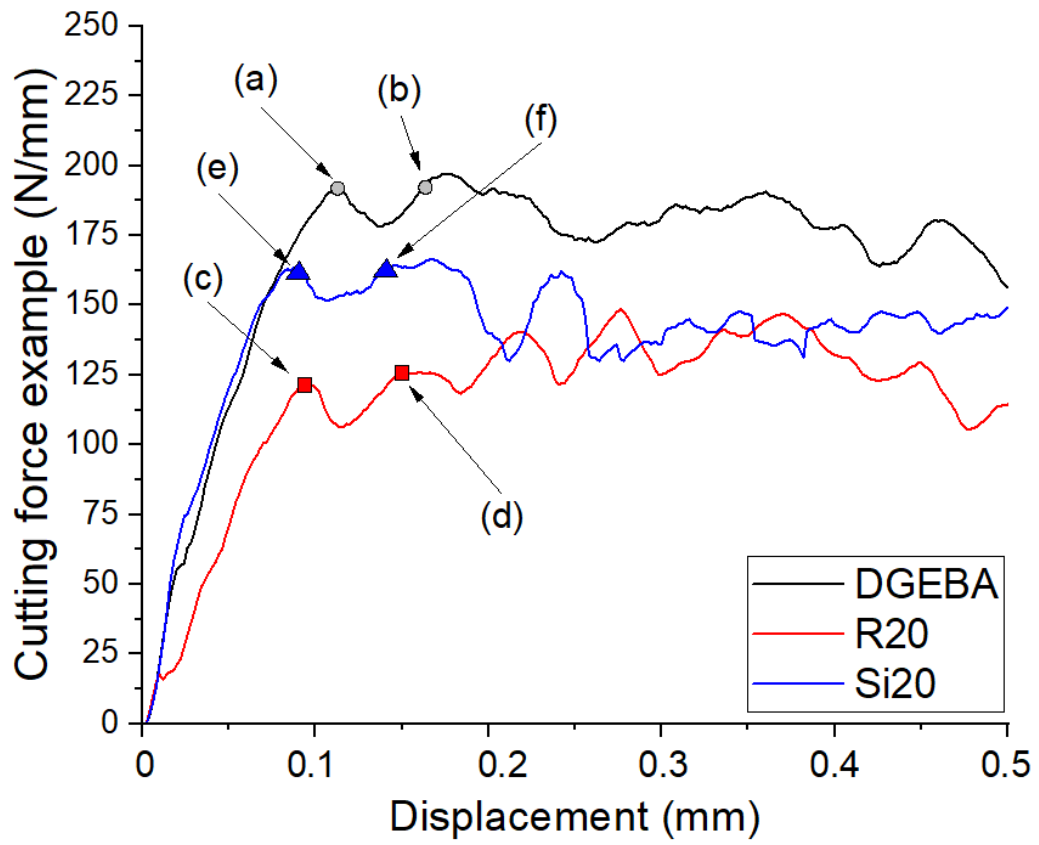 Cutting force example (N/mm)
250
225
200
175
150
125
100
75
50
25
0
(a)
(b)
(f)
(e)
(c)
(d)
DGEBA
R20
Si20
0 0.1 0.2 0.3 0.4 0.5
Displacement (mm)